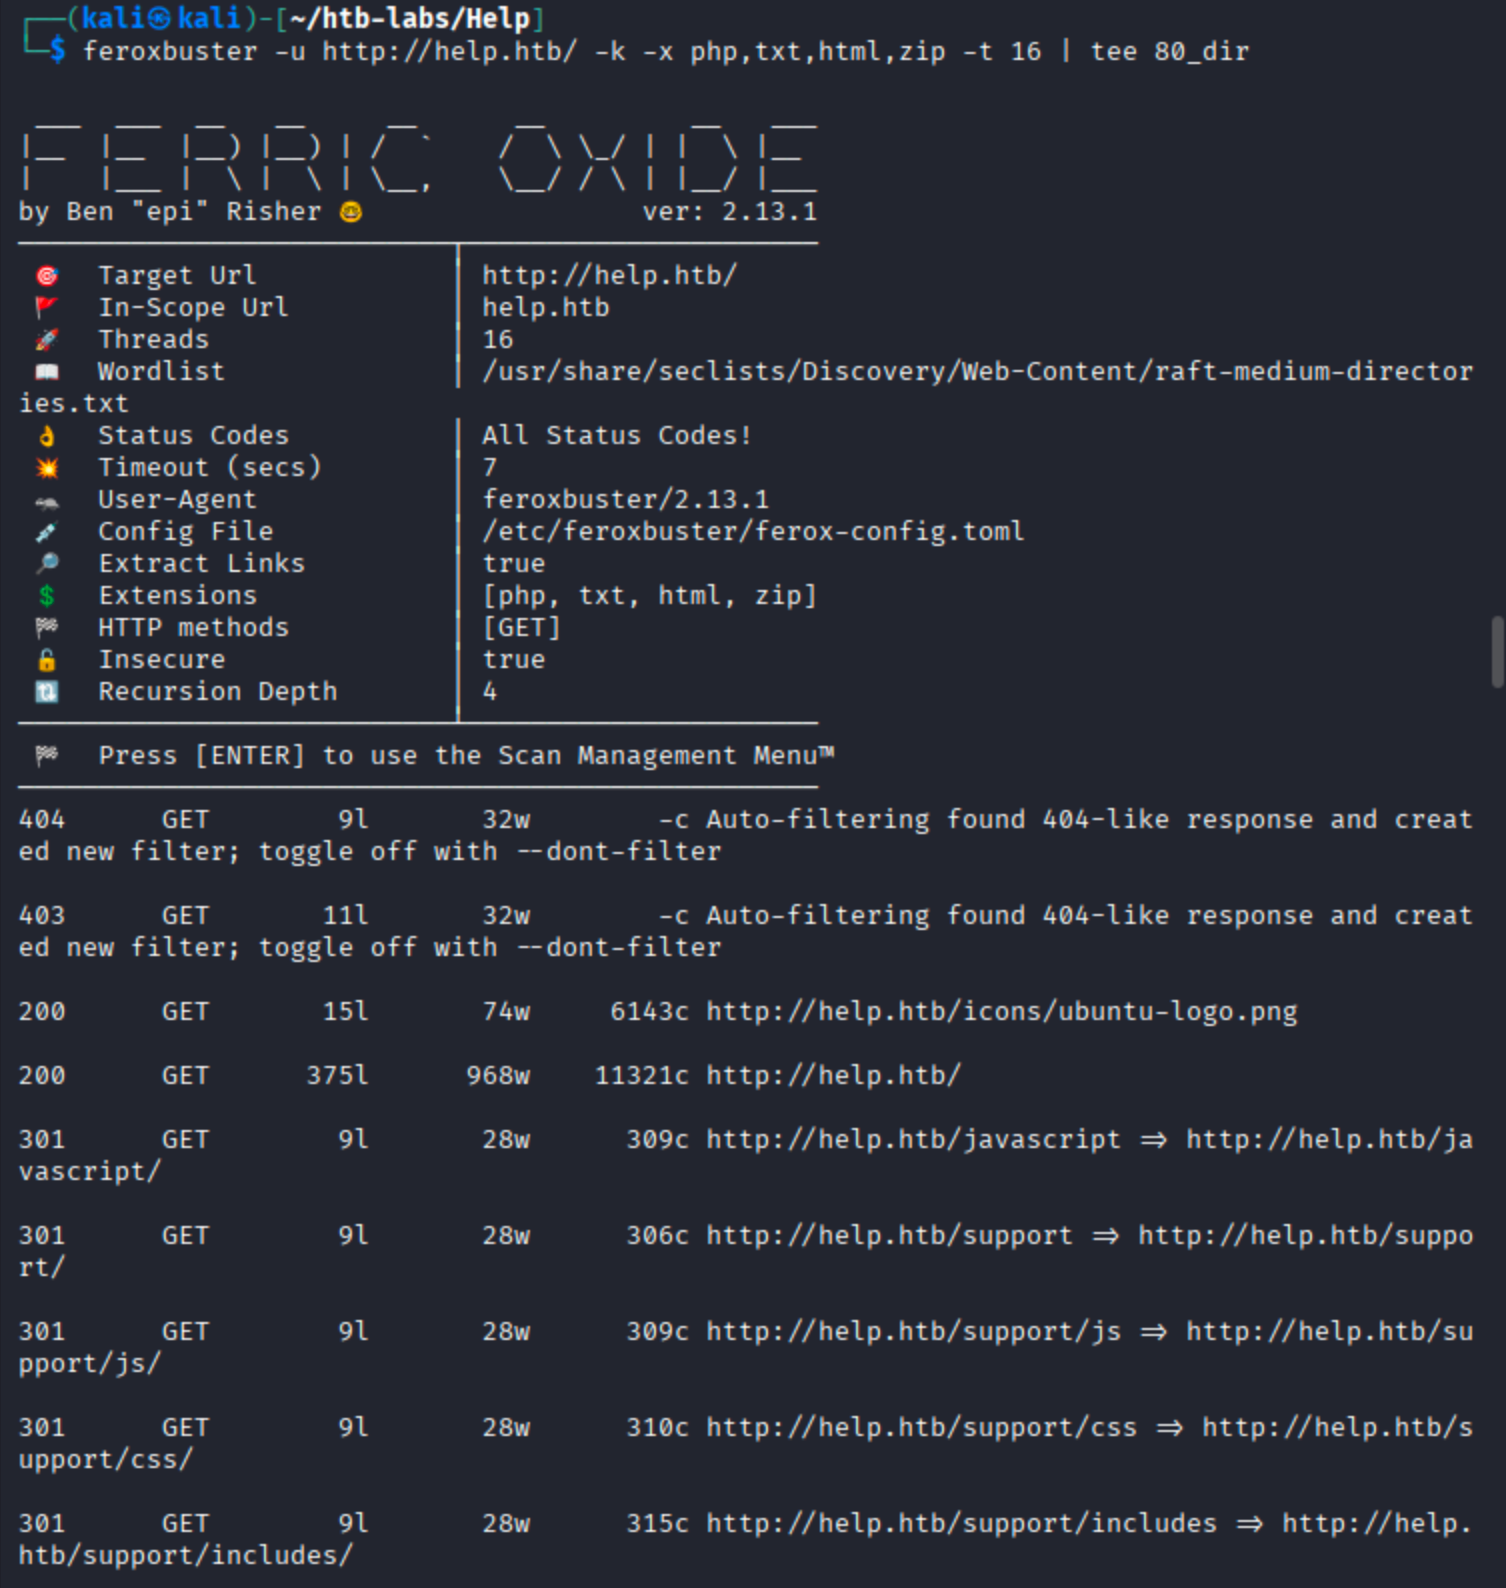 (kali㉿kali)-[~/htb-labs/Help]
$ feroxbuster -u http://help.htb/ -k -x php,txt,html,zip -t 16 | tee 80_dir
FERRIC OXIDE
by Ben "epi" Risher 🤓 ver: 2.13.1
🎯 Target Url │ http://help.htb/
🚩 In-Scope Url │ help.htb
🚀 Threads │ 16
📖 Wordlist │ /usr/share/seclists/Discovery/Web-Content/raft-medium-director
ies.txt
👌 Status Codes │ All Status Codes!
💥 Timeout (secs) │ 7
🦡 User-Agent │ feroxbuster/2.13.1
💉 Config File │ /etc/feroxbuster/ferox-config.toml
🔎 Extract Links │ true
💲 Extensions │ [php, txt, html, zip]
🏁 HTTP methods │ [GET]
🔓 Insecure │ true
🔃 Recursion Depth │ 4
🏁 Press [ENTER] to use the Scan Management Menu™
404 GET 9l 32w -c Auto-filtering found 404-like response and creat
ed new filter; toggle off with --dont-filter
403 GET 11l 32w -c Auto-filtering found 404-like response and creat
ed new filter; toggle off with --dont-filter
200 GET 15l 74w 6143c http://help.htb/icons/ubuntu-logo.png
200 GET 375l 968w 11321c http://help.htb/
301 GET 9l 28w 309c http://help.htb/javascript => http://help.htb/ja
vascript/
301 GET 9l 28w 306c http://help.htb/support => http://help.htb/suppo
rt/
301 GET 9l 28w 309c http://help.htb/support/js => http://help.htb/su
pport/js/
301 GET 9l 28w 310c http://help.htb/support/css => http://help.htb/s
upport/css/
301 GET 9l 28w 315c http://help.htb/support/includes => http://help.
htb/support/includes/